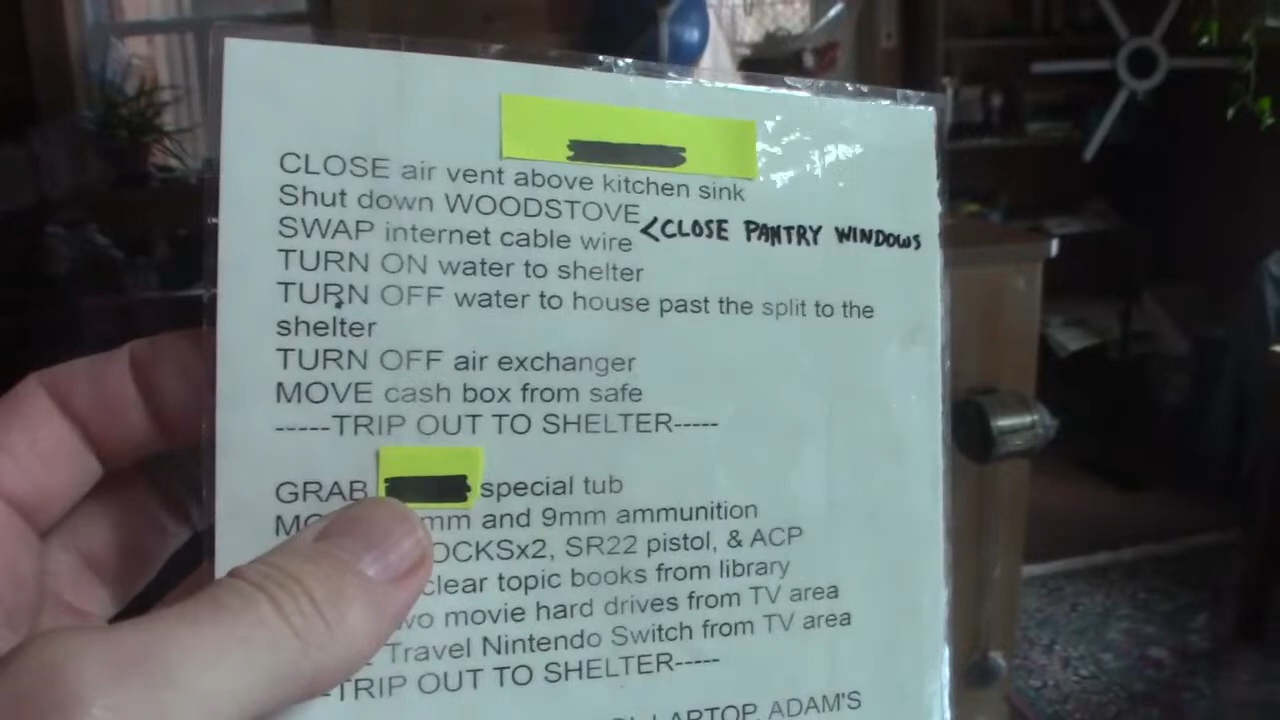 CLOSE air vent above kitchen sink
Shut down WOODSTOVE
<CLOSE PANTRY WINDOWS
SWAP internet cable wire
TURN ON water to shelter
TURN OFF water to house past the split to the
shelter
TURN OFF air exchanger
MOVE cash box from safe
-----TRIP OUT TO SHELTER-----
GRAB special tub
mm and 9mm ammunition
OCKSx2, SR22 pistol, & ACP
clear topic books from library
movie hard drives from TV area
Travel Nintendo Switch from TV area
-TRIP OUT TO SHELTER-----
LAPTOP, ADAM'S